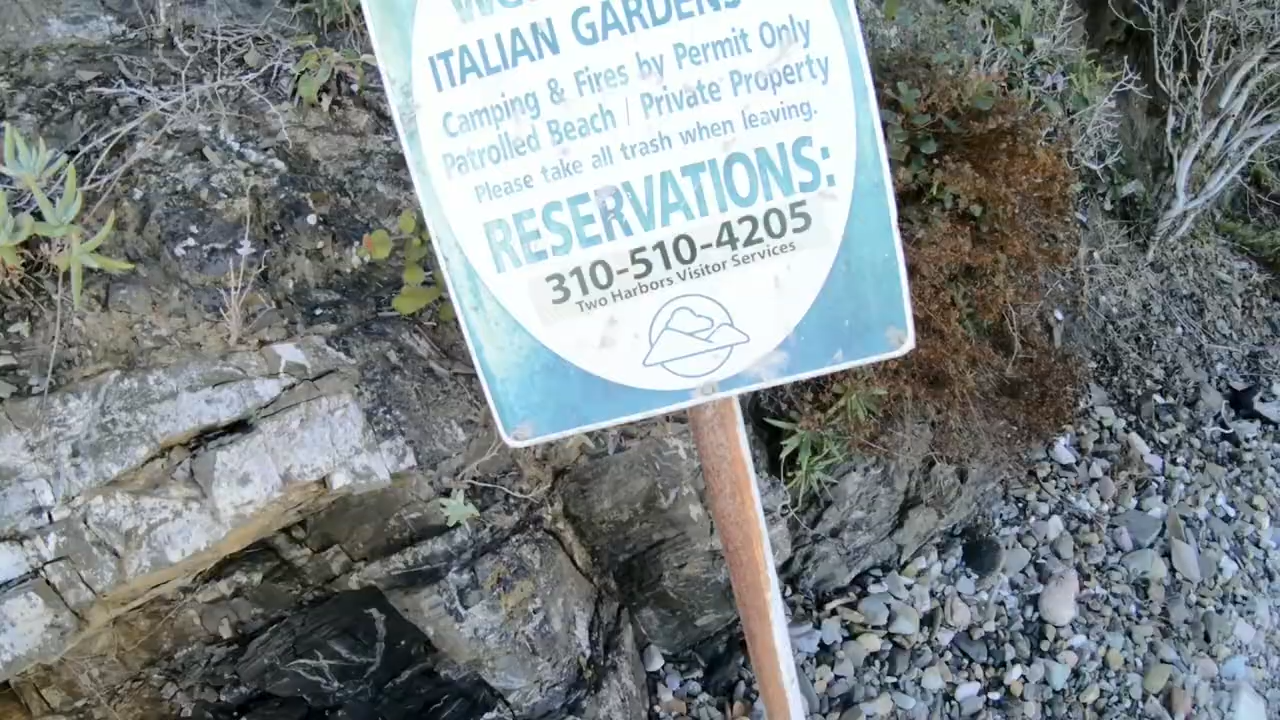 ITALIAN GARDENS
Camping & Fires by Permit Only
Patrolled Beach / Private Property
Please take all trash when leaving.
RESERVATIONS:
310-510-4205
Two Harbors Visitor Services